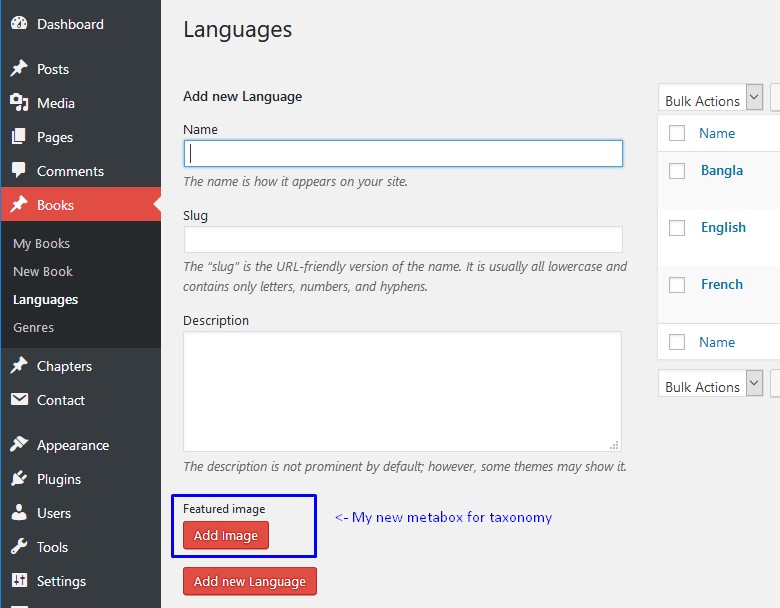 Dashboard
Posts
Media
Pages
Comments
Books
My Books
New Book
Languages
Genres
Chapters
Contact
Appearance
Plugins
Users
Tools
Settings
Languages
Add new Language
Name
The name is how it appears on your site.
Slug
The “slug” is the URL-friendly version of the name. It is usually all lowercase and
contains only letters, numbers, and hyphens.
Description
The description is not prominent by default; however, some themes may show it.
Featured image
Add Image
<- My new metabox for taxonomy
Add new Language
Bulk Actions
Name
Bangla
English
French
Name
Bulk Actions